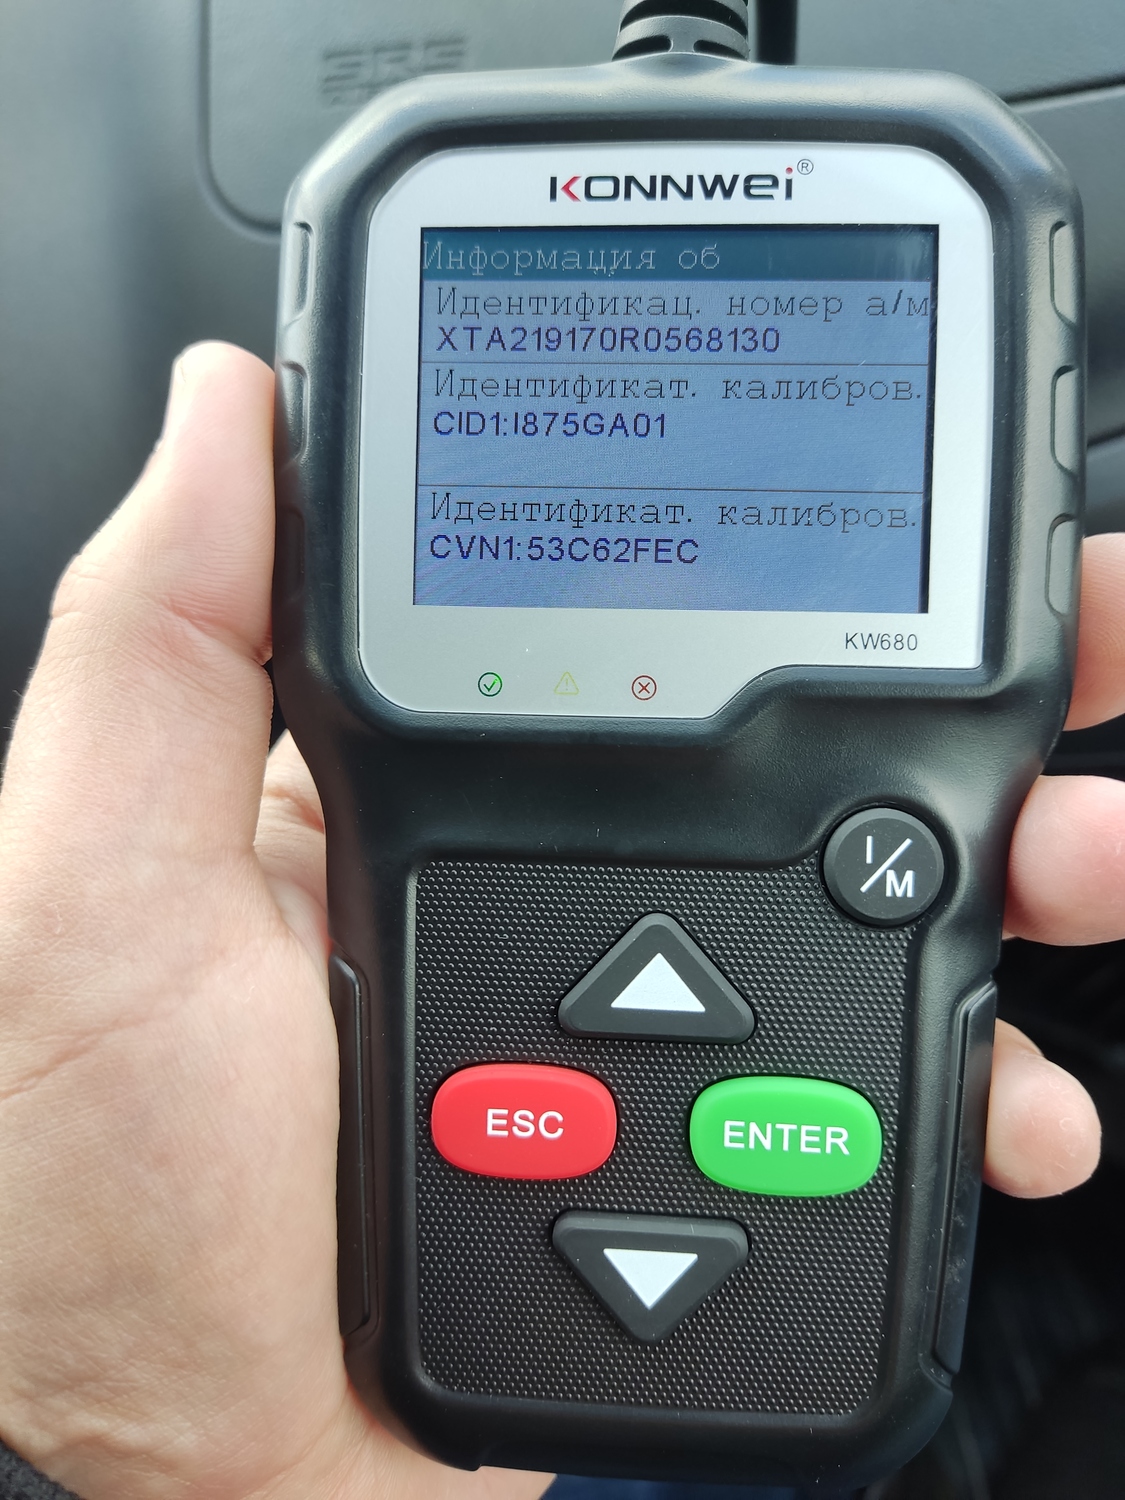 SRS
KONNWEI®
Информация об
Идентификац. номер а/м
XTA219170R0568130
Идентификат. калибров.
CID1:I875GA01
Идентификат. калибров.
CVN1:53C62FEC
KW680
I/M
ESC
ENTER